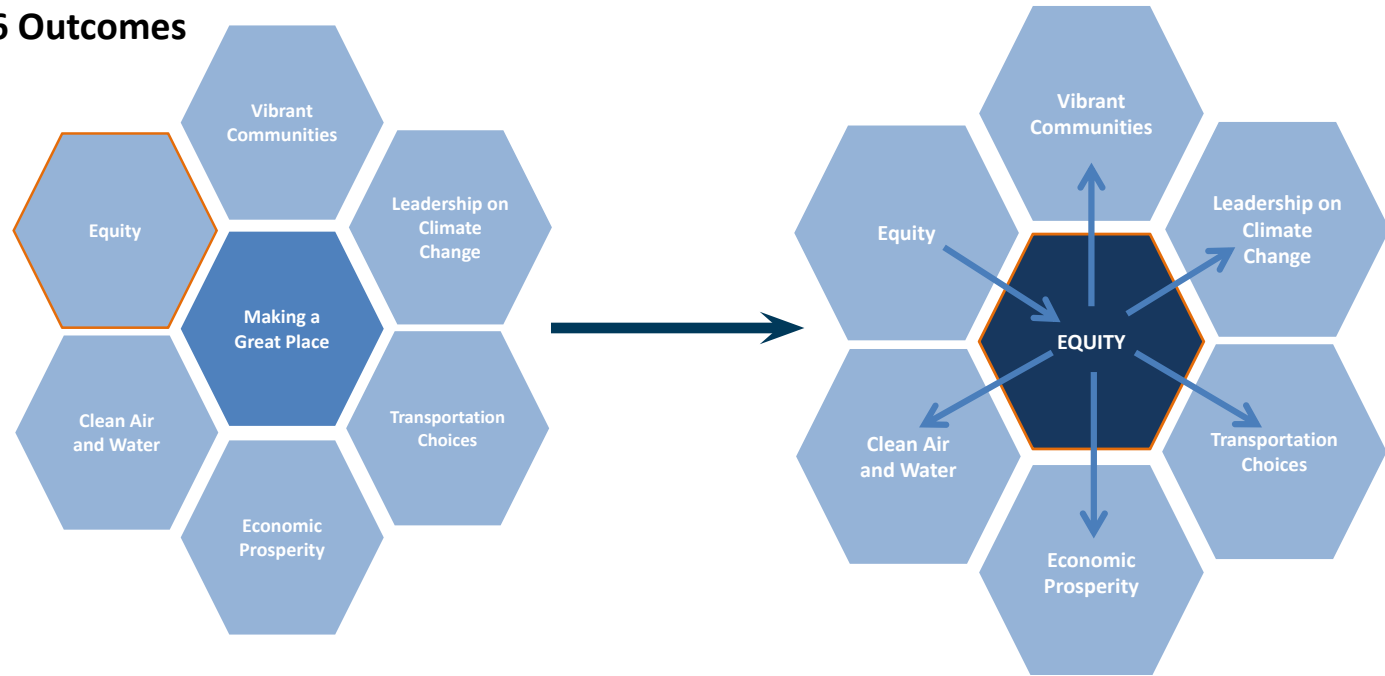 6 Outcomes
Vibrant
Communities
Equity
Leadership on
Climate
Change
Making a
Great Place
Clean Air
and Water
Transportation
Choices
Economic
Prosperity
Vibrant
Communities
Equity
Leadership on
Climate
Change
EQUITY
Clean Air
and Water
Transportation
Choices
Economic
Prosperity